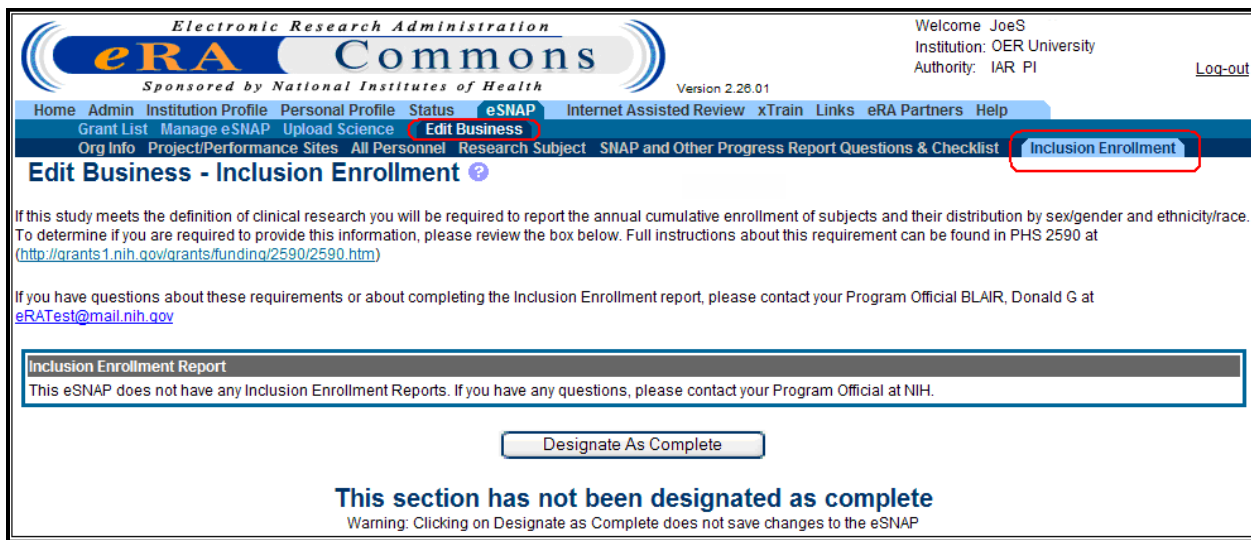 Electronic Research Administration
eRA Commons
Sponsored by National Institutes of Health
Version 2.26.01
Welcome JoeS
Institution: OER University
Authority: IAR PI
Log-out
Home Admin Institution Profile Personal Profile Status eSNAP Internet Assisted Review xTrain Links eRA Partners Help
Grant List Manage eSNAP Upload Science Edit Business
Org Info Project/Performance Sites All Personnel Research Subject SNAP and Other Progress Report Questions & Checklist Inclusion Enrollment
Edit Business - Inclusion Enrollment ?
If this study meets the definition of clinical research you will be required to report the annual cumulative enrollment of subjects and their distribution by sex/gender and ethnicity/race.
To determine if you are required to provide this information, please review the box below. Full instructions about this requirement can be found in PHS 2590 at
(http://grants1.nih.gov/grants/funding/2590/2590.htm)
If you have questions about these requirements or about completing the Inclusion Enrollment report, please contact your Program Official BLAIR, Donald G at
eRATest@mail.nih.gov
Inclusion Enrollment Report
This eSNAP does not have any Inclusion Enrollment Reports. If you have any questions, please contact your Program Official at NIH.
Designate As Complete
This section has not been designated as complete
Warning: Clicking on Designate as Complete does not save changes to the eSNAP